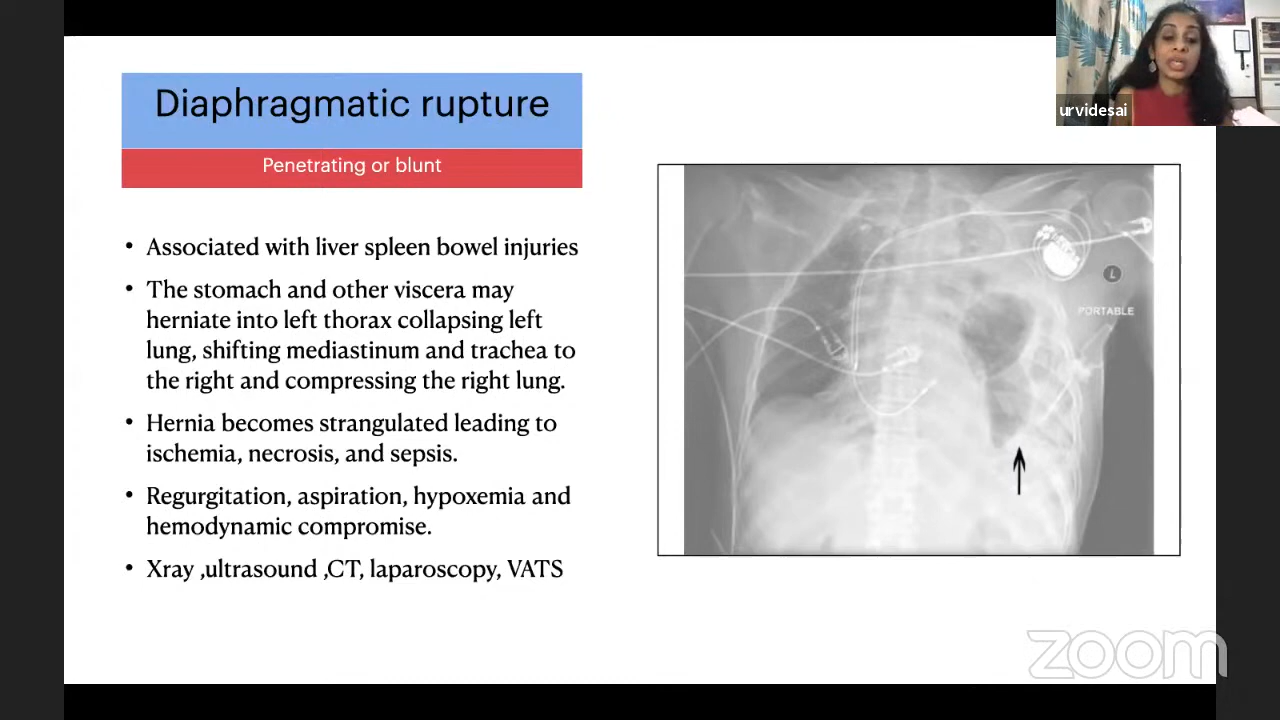 Diaphragmatic rupture
Penetrating or blunt
• Associated with liver spleen bowel injuries
• The stomach and other viscera may
herniate into left thorax collapsing left
lung, shifting mediastinum and trachea to
the right and compressing the right lung.
• Hernia becomes strangulated leading to
ischemia, necrosis, and sepsis.
• Regurgitation, aspiration, hypoxemia and
hemodynamic compromise.
• Xray ,ultrasound ,CT, laparoscopy, VATS
L
PORTABLE
urvidesai
zoom